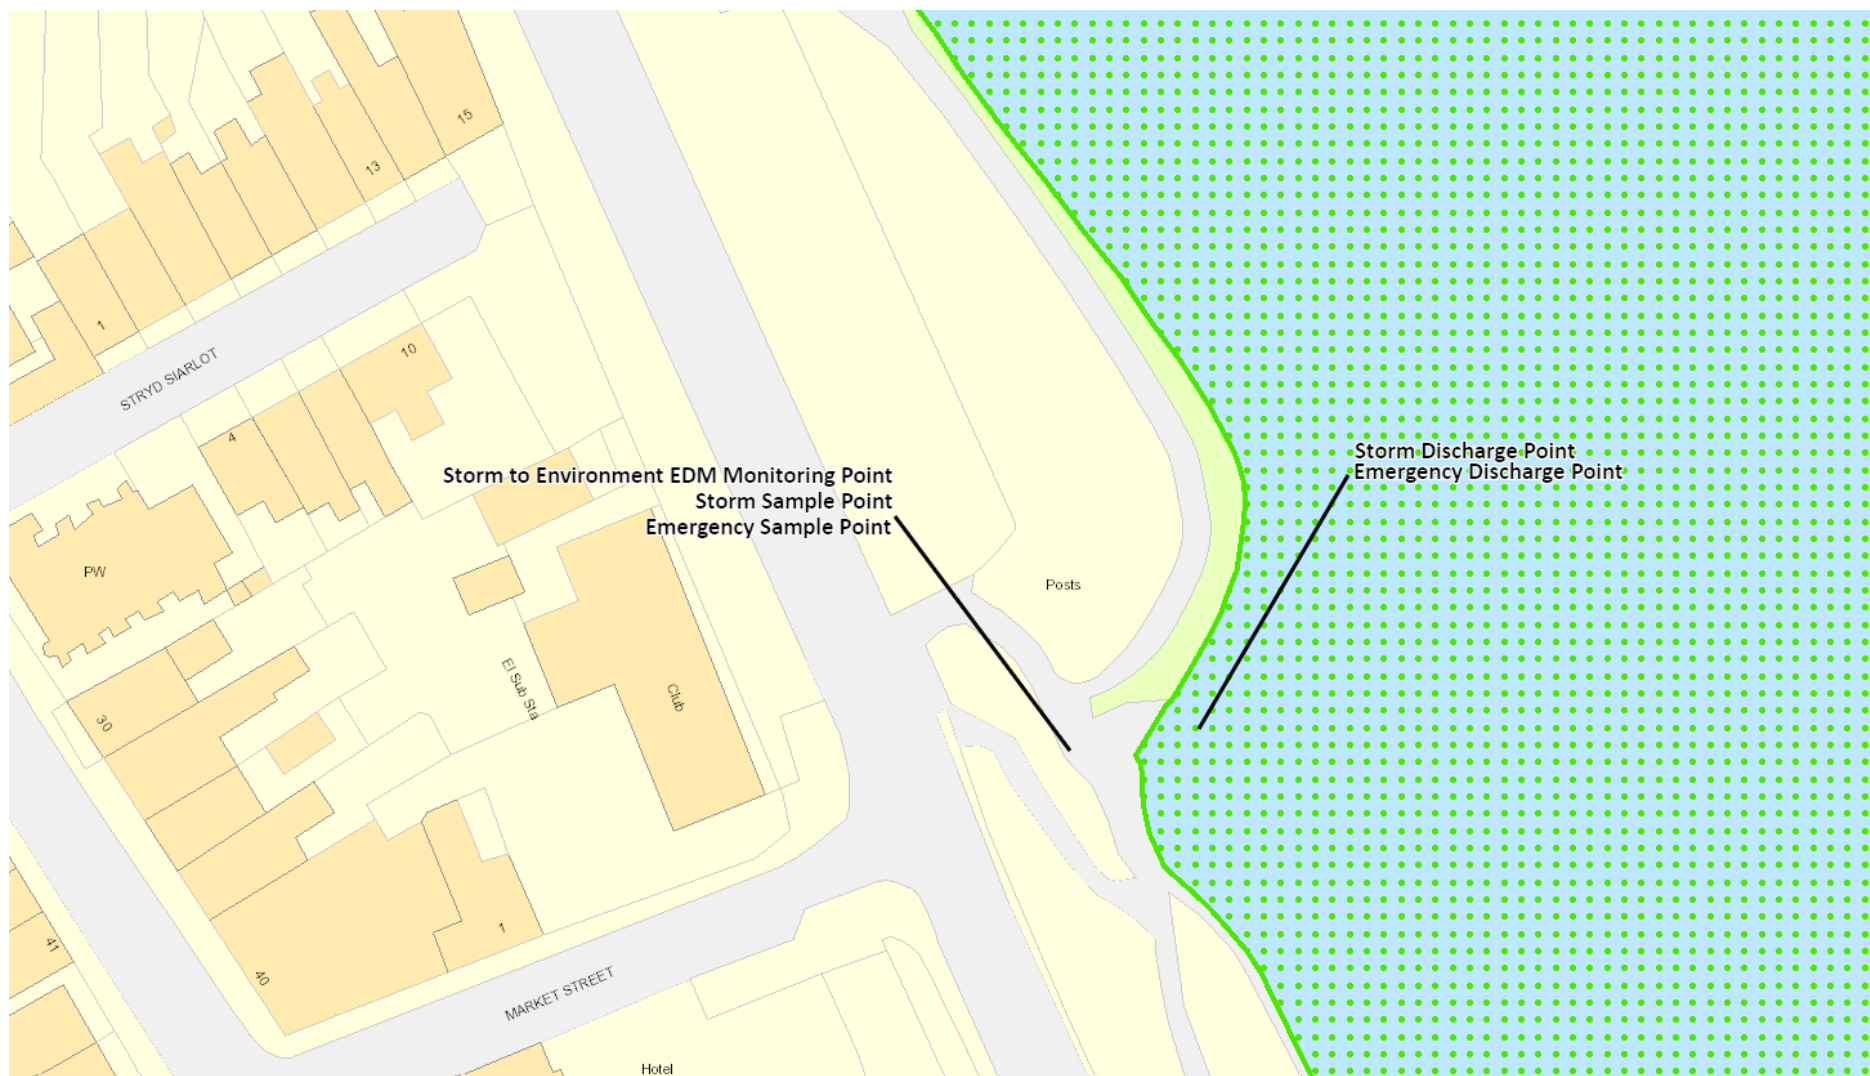 15
13
1
STRYD SIARLOT
10
4
Storm to Environment EDM Monitoring Point
Storm Sample Point
Emergency Sample Point
Storm Discharge Point
Emergency Discharge Point
PW
Posts
El Sub Sta
Club
30
1
41
40
MARKET STREET
Hotel